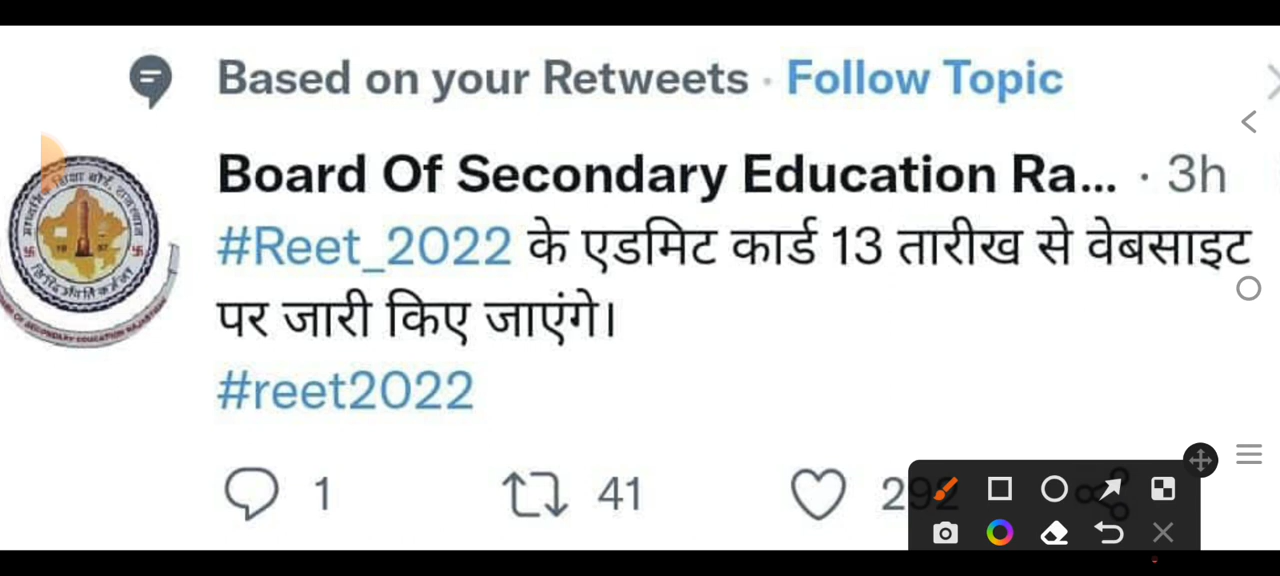 Based on your Retweets · Follow Topic
Board Of Secondary Education Ra... · 3h
#Reet_2022 के एडमिट कार्ड 13 तारीख से वेबसाइट
पर जारी किए जाएंगे।
#reet2022
1 41 292